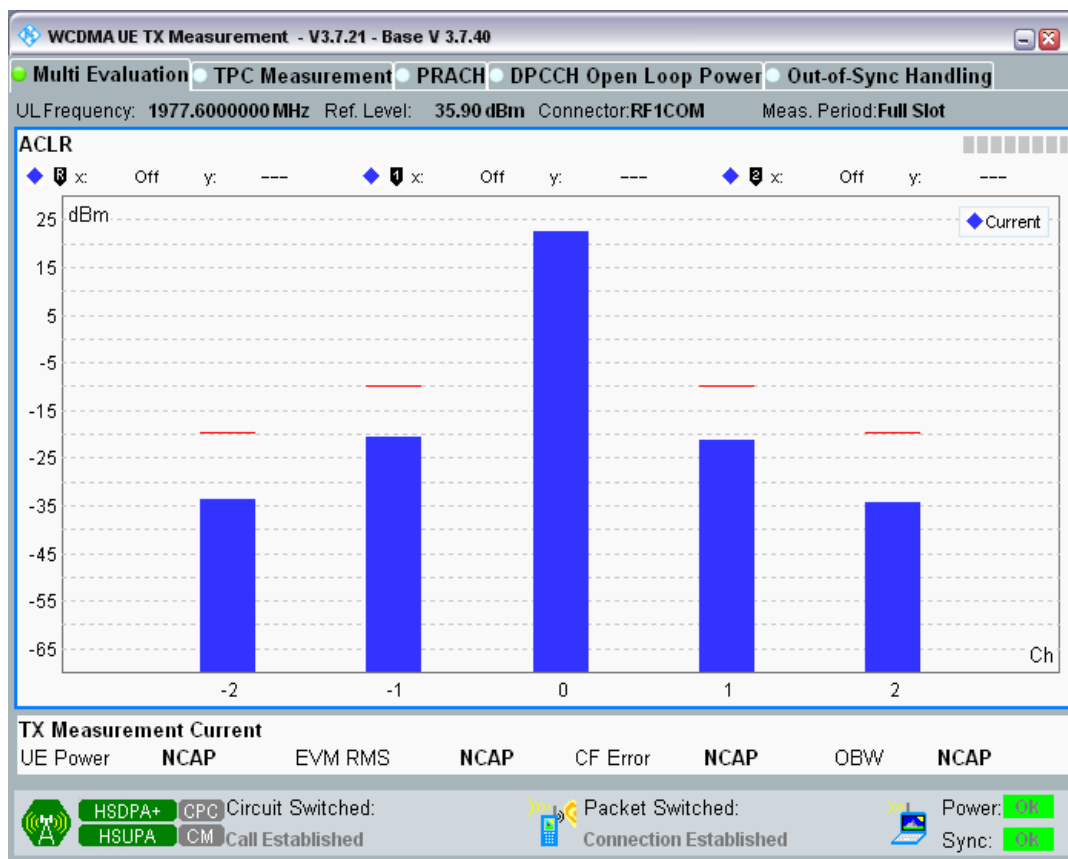 WCDMA UE TX Measurement - V3.7.21 - Base V 3.7.40
Multi Evaluation TPC Measurement PRACH DPCCH Open Loop Power Out-of-Sync Handling
UL Frequency: 1977.6000000 MHz Ref. Level: 35.90 dBm Connector:RF1COM Meas. Period:Full Slot
ACLR
R x: Off y: --- 1 x: Off y: --- 2 x: Off y: ---
dBm
Current
25
15
5
-5
-15
-25
-35
-45
-55
-65
Ch
-2 -1 0 1 2
TX Measurement Current
UE Power NCAP EVM RMS NCAP CF Error NCAP OBW NCAP
HSDPA+ CPC Circuit Switched: Packet Switched: Power: Ok
HSUPA CM Call Established Connection Established Sync: Ok